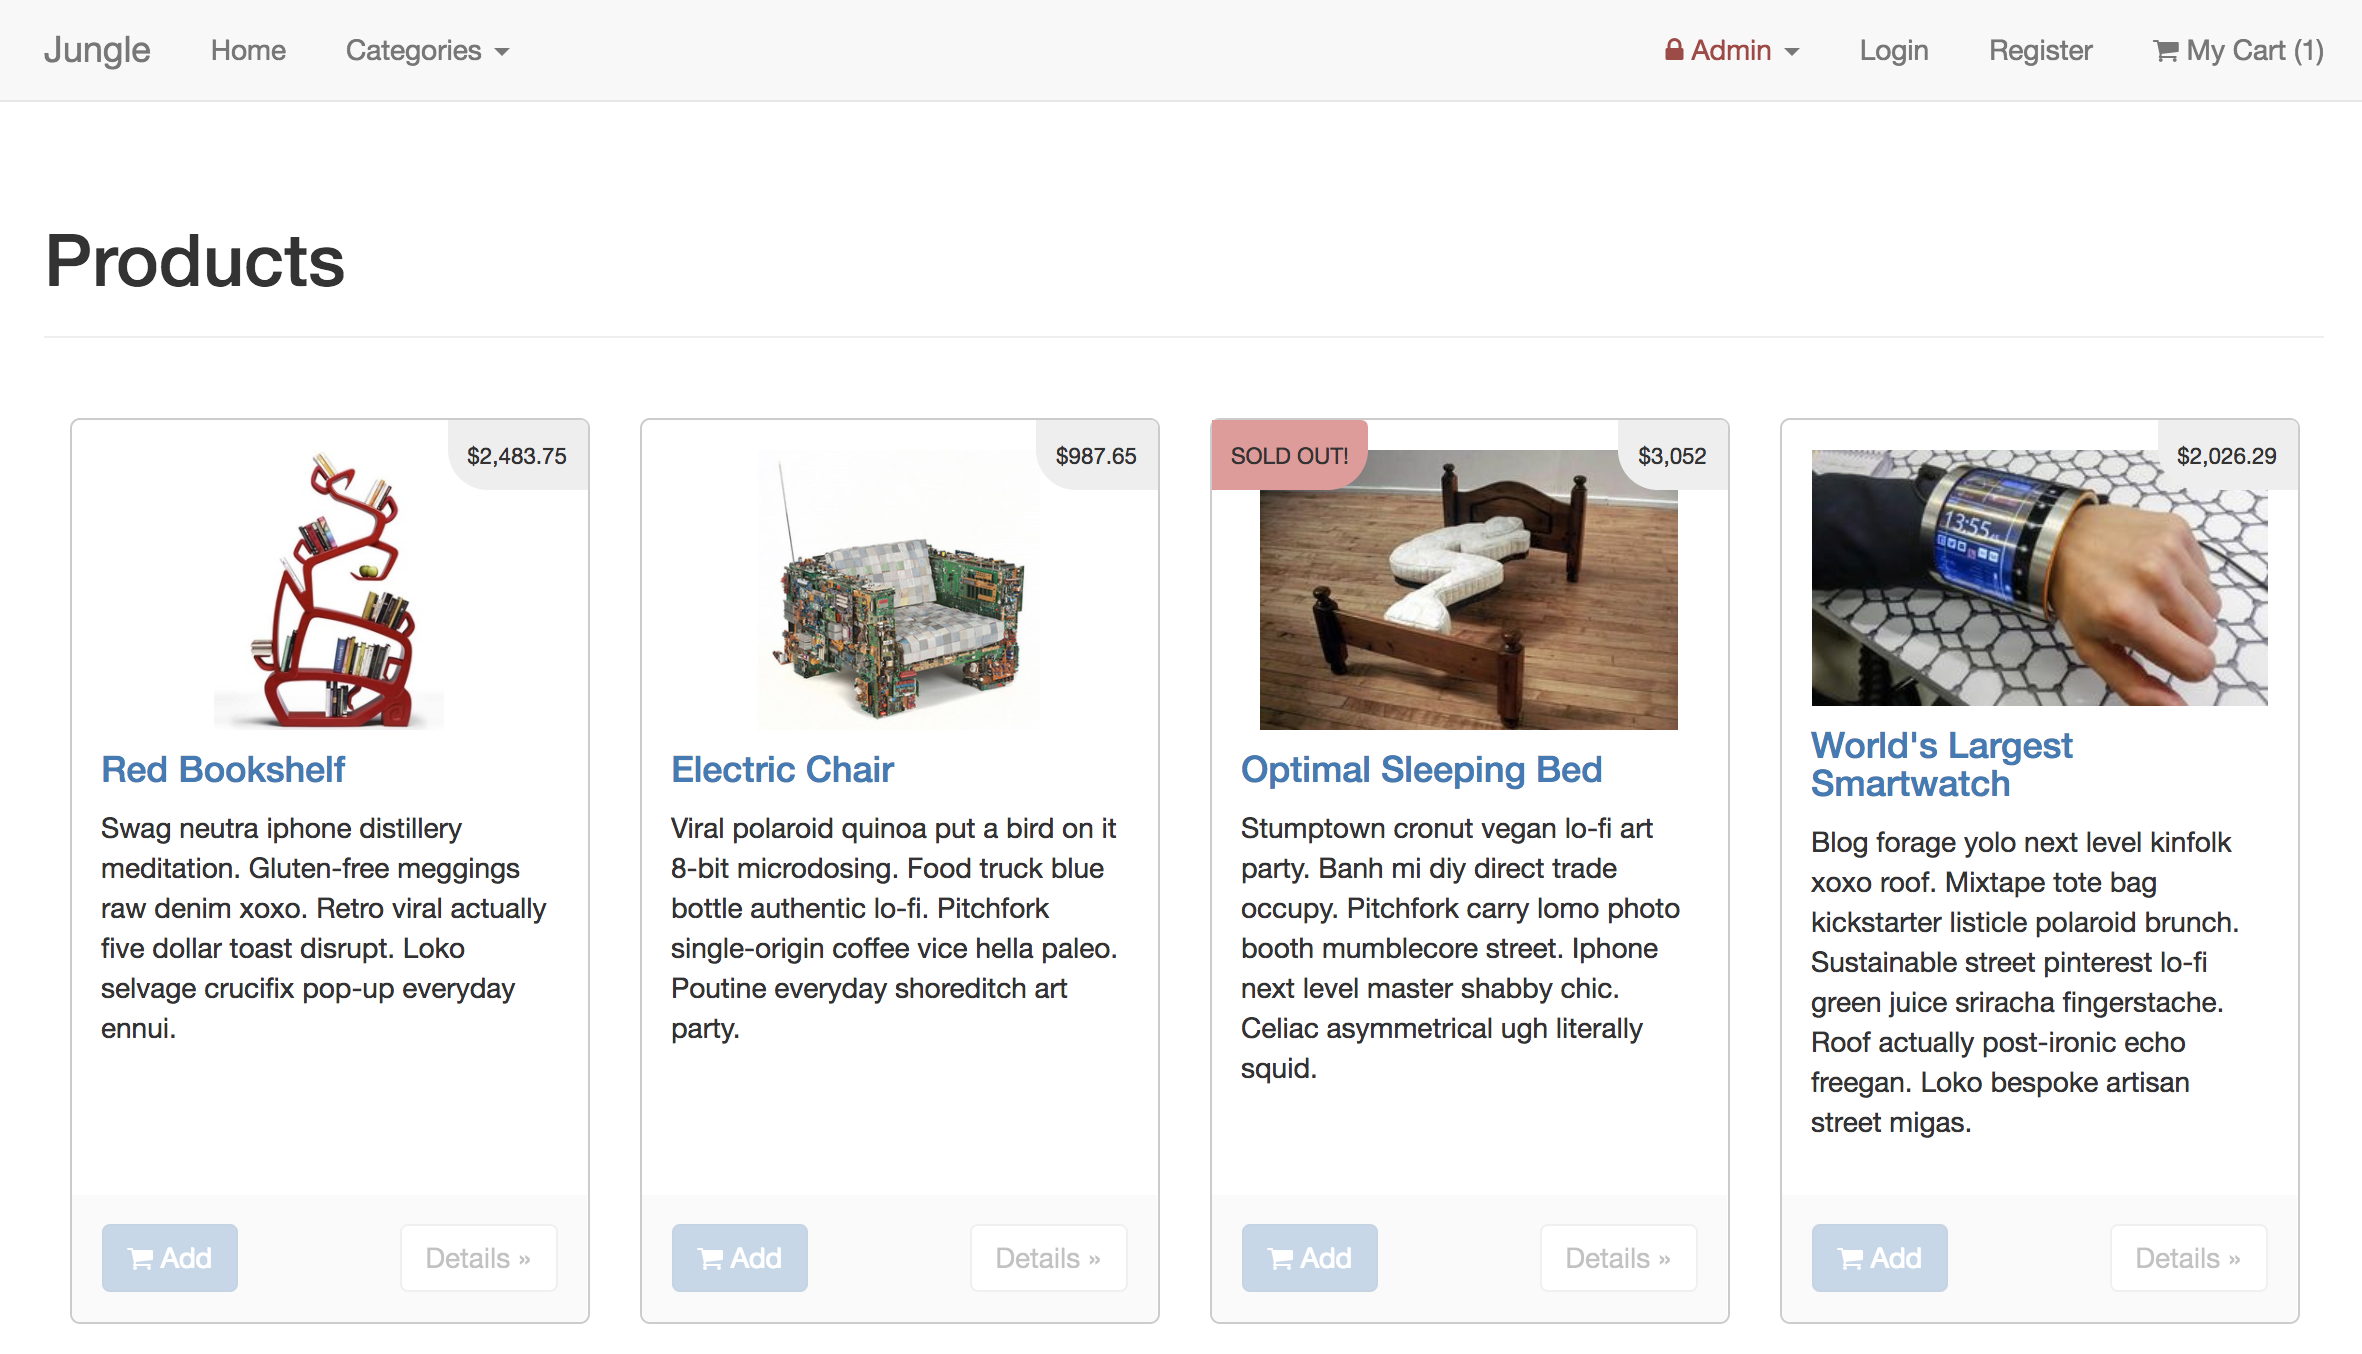 Jungle Home Categories Admin Login Register My Cart (1)
Products
$2,483.75
Red Bookshelf
Swag neutra iphone distillery
meditation. Gluten-free meggings
raw denim xoxo. Retro viral actually
five dollar toast disrupt. Loko
selvage crucifix pop-up everyday
ennui.
Add Details »
$987.65
Electric Chair
Viral polaroid quinoa put a bird on it
8-bit microdosing. Food truck blue
bottle authentic lo-fi. Pitchfork
single-origin coffee vice hella paleo.
Poutine everyday shoreditch art
party.
Add Details »
SOLD OUT! $3,052
Optimal Sleeping Bed
Stumptown cronut vegan lo-fi art
party. Banh mi diy direct trade
occupy. Pitchfork carry lomo photo
booth mumblecore street. Iphone
next level master shabby chic.
Celiac asymmetrical ugh literally
squid.
Add Details »
$2,026.29
13:55
World's Largest
Smartwatch
Blog forage yolo next level kinfolk
xoxo roof. Mixtape tote bag
kickstarter listicle polaroid brunch.
Sustainable street pinterest lo-fi
green juice sriracha fingerstache.
Roof actually post-ironic echo
freegan. Loko bespoke artisan
street migas.
Add Details »